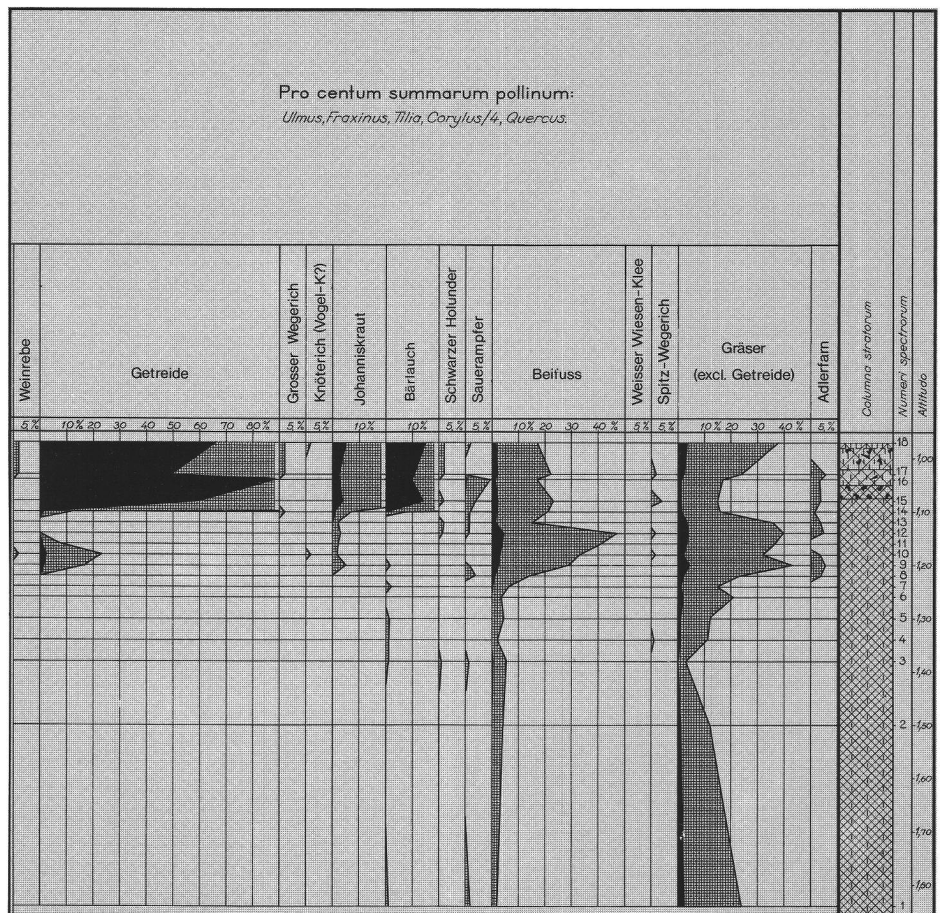 Pro centum summarum pollinum:
Ulmus, Fraxinus, Tilia, Corylus/4, Quercus.
Weinrebe
Getreide
Grosser Wegerich
Knöterich (Vogel-K?)
Johanniskraut
Bärlauch
Schwarzer Holunder
Sauerampfer
Beifuss
Weisser Wiesen-Klee
Spitz-Wegerich
Gräser
(excl. Getreide)
Adlerfarn
Columna stratorum
Numeri spectrorum
Altitudo
5% 10% 20 30 40 50 60 70 80% 5% 5% 10% 10% 5% 5% 10% 20 30 40% 5% 5% 10% 20 30 40% 5%
18
1,00
17
16
15
1,10
14
13
12
11
10
9
1,20
8
7
6
5
1,30
4
3
1,40
2
1,50
1,60
1,70
1,80
1